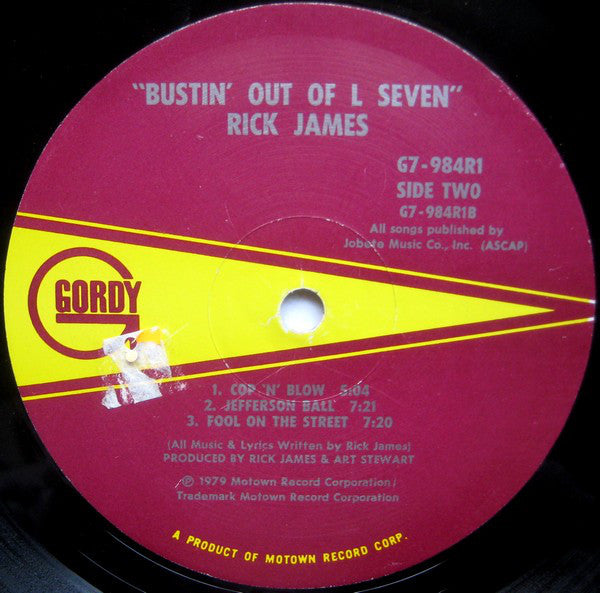 "BUSTIN' OUT OF L SEVEN"
RICK JAMES
G7-984R1
SIDE TWO
G7-984R1B
All songs published by
Jobete Music Co., Inc. (ASCAP)
GORDY
1. COP 'N' BLOW 5:04
2. JEFFERSON BALL 7:21
3. FOOL ON THE STREET 7:20
(All Music & Lyrics Written by Rick James)
PRODUCED BY RICK JAMES & ART STEWART
℗ 1979 Motown Record Corporation/
Trademark Motown Record Corporation
A PRODUCT OF MOTOWN RECORD CORP.